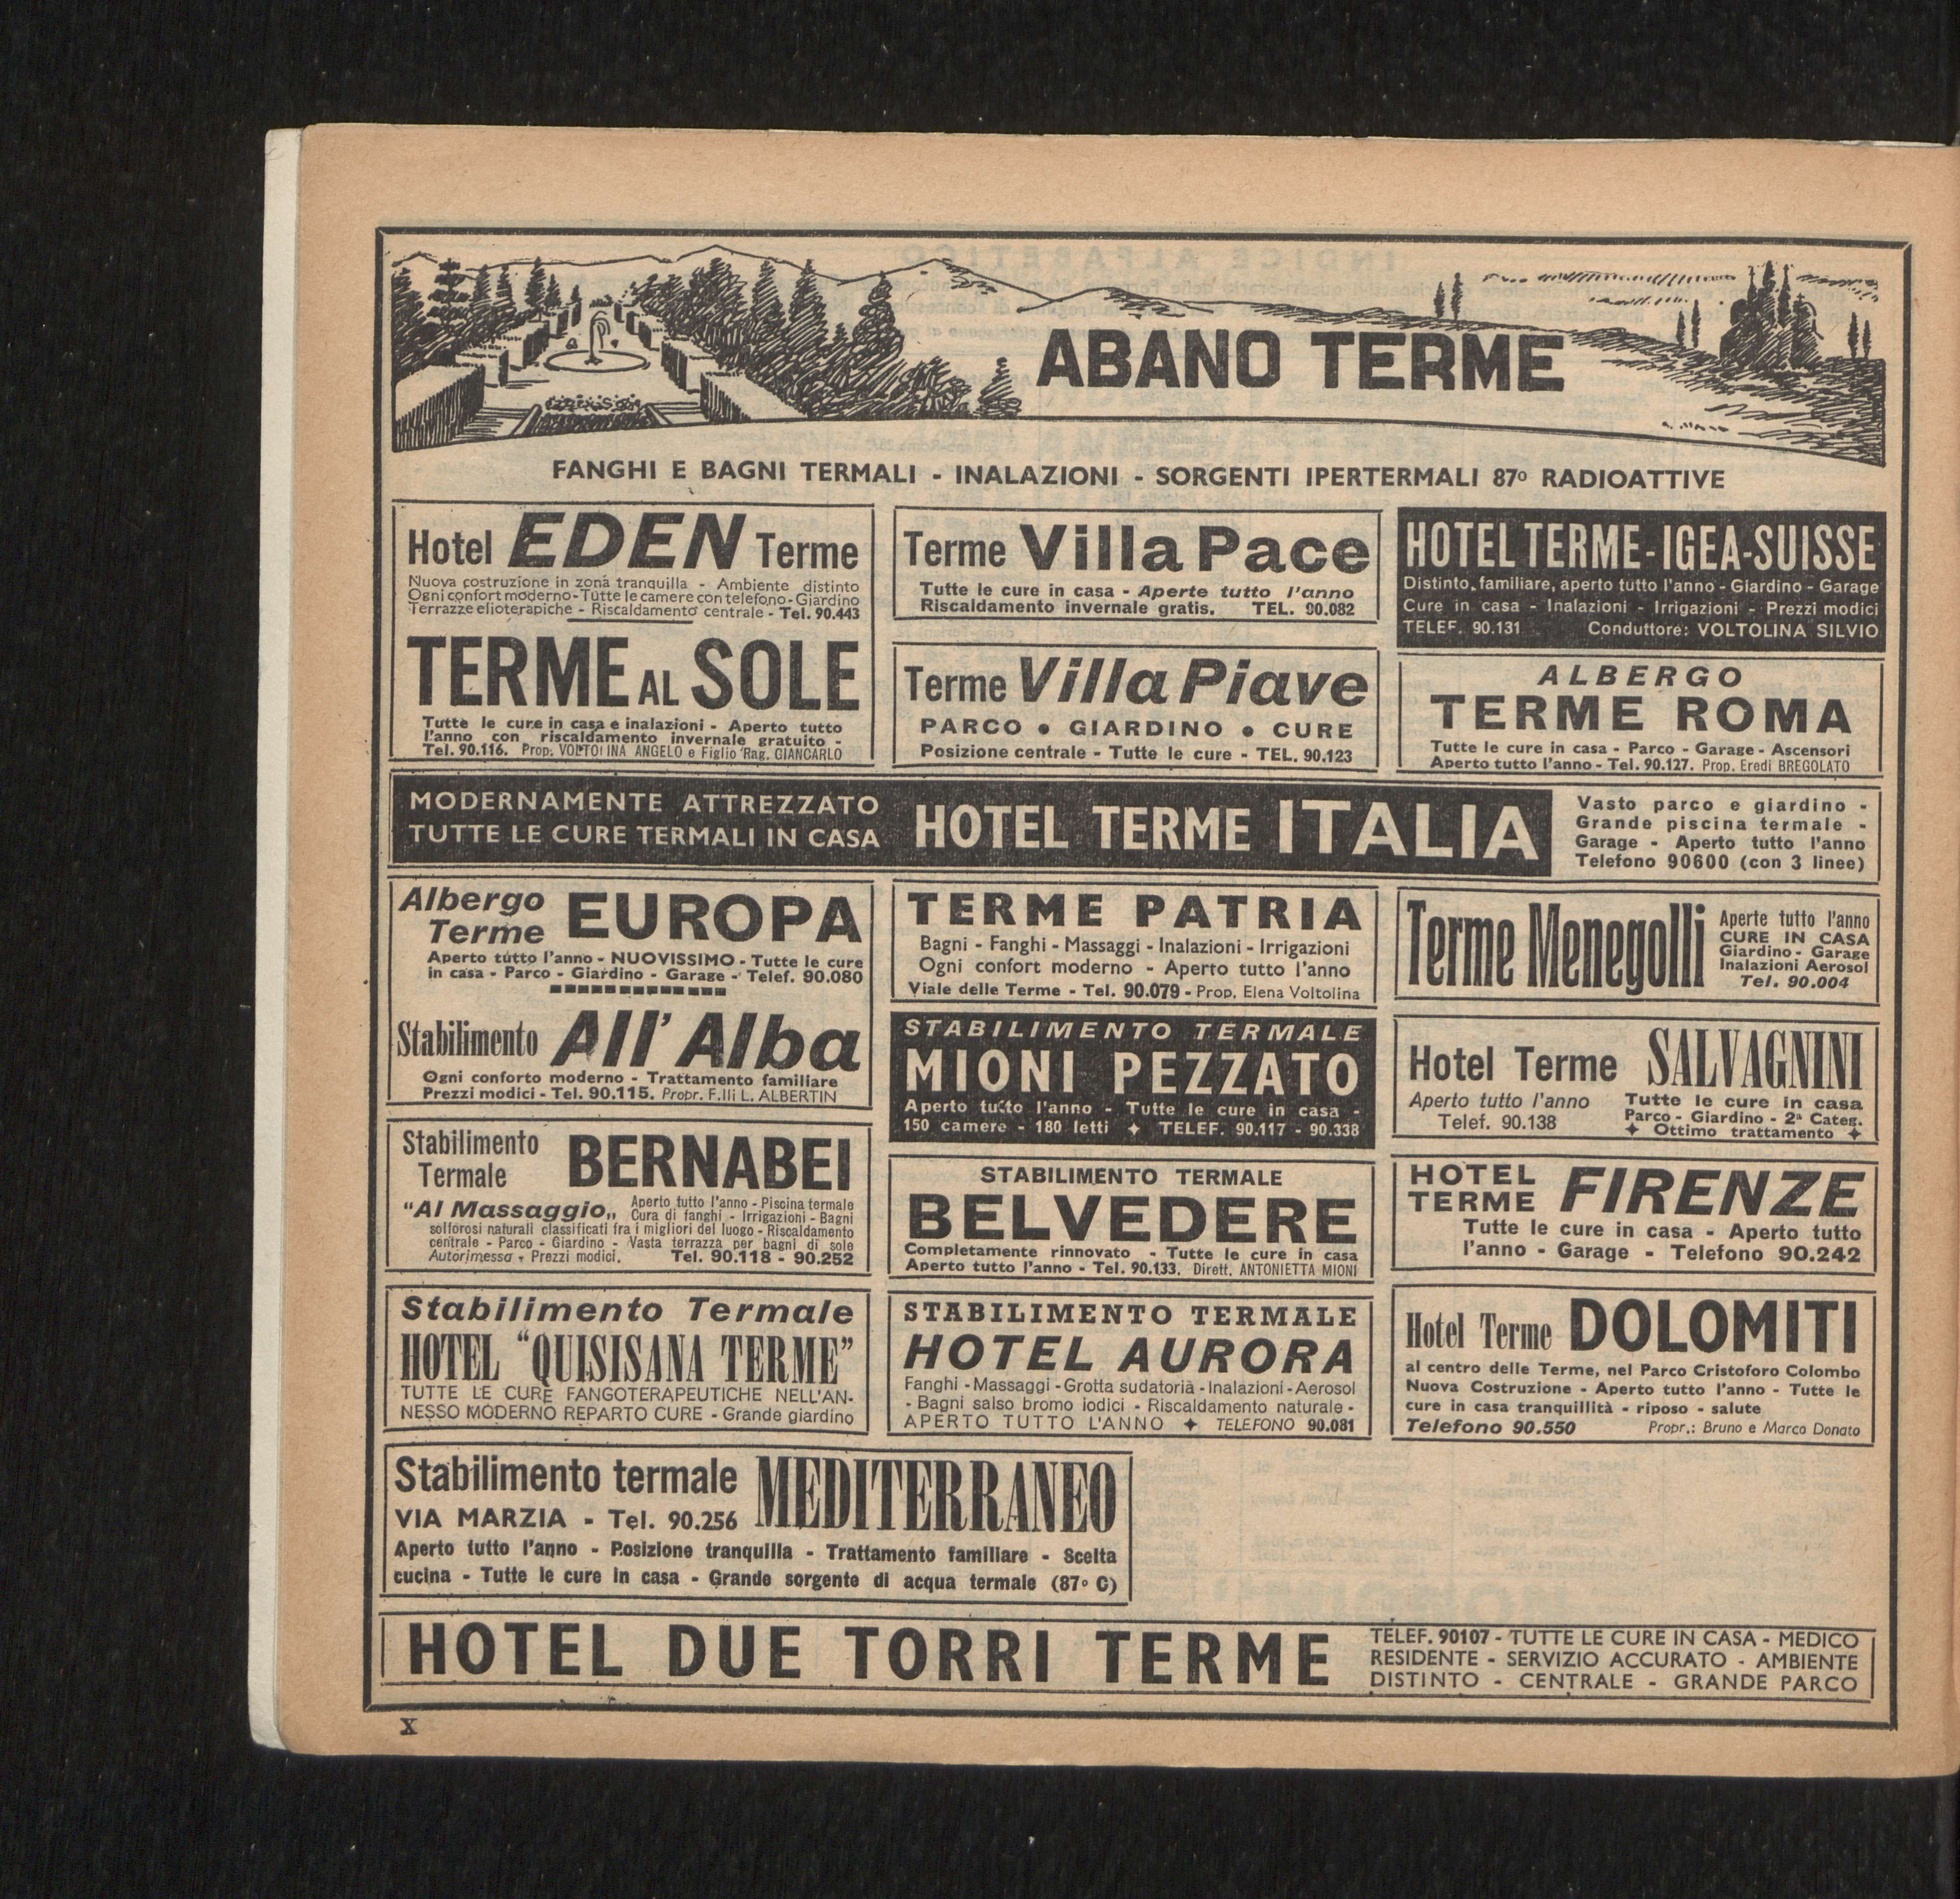 ABANO TERME
FANGHI E BAGNI TERMALI - INALAZIONI - SORGENTI IPERTERMALI 87º RADIOATTIVE
Hotel EDEN Terme
Nuova costruzione in zona tranquilla - Ambiente distinto
Ogni confort moderno - Tutte le camere con telefono - Giardino
Terrazze elioterapiche - Riscaldamento centrale - Tel. 90.443
TERME AL SOLE
Tutte le cure in casa e inalazioni - Aperto tutto
l'anno con riscaldamento invernale gratuito -
Tel. 90.116. Prop. VOLTOLINA ANGELO e Figlio Rag. GIANCARLO
Terme Villa Pace
Tutte le cure in casa - Aperte tutto l'anno
Riscaldamento invernale gratis. TEL. 90.082
Terme Villa Piave
PARCO • GIARDINO • CURE
Posizione centrale - Tutte le cure - TEL. 90.123
HOTEL TERME-IGEA-SUISSE
Distinto, familiare, aperto tutto l'anno - Giardino - Garage
Cure in casa - Inalazioni - Irrigazioni - Prezzi modici
TELEF. 90.131 Conduttore: VOLTOLINA SILVIO
ALBERGO
TERME ROMA
Tutte le cure in casa - Parco - Garage - Ascensori
Aperto tutto l'anno - Tel. 90.127. Prop. Eredi BREGOLATO
MODERNAMENTE ATTREZZATO
TUTTE LE CURE TERMALI IN CASA
HOTEL TERME ITALIA
Vasto parco e giardino -
Grande piscina termale -
Garage - Aperto tutto l'anno
Telefono 90600 (con 3 linee)
Albergo
Terme EUROPA
Aperto tutto l'anno - NUOVISSIMO - Tutte le cure
in casa - Parco - Giardino - Garage - Telef. 90.080
Stabilimento All'Alba
Ogni conforto moderno - Trattamento familiare
Prezzi modici - Tel. 90.115. Propr. F.lli L. ALBERTIN
Stabilimento
Termale BERNABEI
"Al Massaggio„ Aperto tutto l'anno - Piscina termale
Cura di fanghi - Irrigazioni - Bagni
solforosi naturali classificati fra i migliori del luogo - Riscaldamento
centrale - Parco - Giardino - Vasta terrazza per bagni di sole
Autorimessa - Prezzi modici. Tel. 90.118 - 90.252
Stabilimento Termale
HOTEL "QUISISANA TERME"
TUTTE LE CURE FANGOTERAPEUTICHE NELL'AN-
NESSO MODERNO REPARTO CURE - Grande giardino
TERME PATRIA
Bagni - Fanghi - Massaggi - Inalazioni - Irrigazioni
Ogni confort moderno - Aperto tutto l'anno
Viale delle Terme - Tel. 90.079 - Prop. Elena Voltolina
STABILIMENTO TERMALE
MIONI PEZZATO
Aperto tutto l'anno - Tutte le cure in casa -
150 camere - 180 letti ✦ TELEF. 90.117 - 90.338
STABILIMENTO TERMALE
BELVEDERE
Completamente rinnovato - Tutte le cure in casa
Aperto tutto l'anno - Tel. 90.133. Dirett. ANTONIETTA MIONI
STABILIMENTO TERMALE
HOTEL AURORA
Fanghi - Massaggi - Grotta sudatoria - Inalazioni - Aerosol
- Bagni salso bromo iodici - Riscaldamento naturale -
APERTO TUTTO L'ANNO ✦ TELEFONO 90.081
Terme Menegolli
Aperte tutto l'anno
CURE IN CASA
Giardino - Garage
Inalazioni Aerosol
Tel. 90.004
Hotel Terme SALVAGNINI
Aperto tutto l'anno
Telef. 90.138
Tutte le cure in casa
Parco - Giardino - 2ª Categ.
✦ Ottimo trattamento ✦
HOTEL
TERME FIRENZE
Tutte le cure in casa - Aperto tutto
l'anno - Garage - Telefono 90.242
Hotel Terme DOLOMITI
al centro delle Terme, nel Parco Cristoforo Colombo
Nuova Costruzione - Aperto tutto l'anno - Tutte le
cure in casa tranquillità - riposo - salute
Telefono 90.550 Propr.: Bruno e Marco Donato
Stabilimento termale MEDITERRANEO
VIA MARZIA - Tel. 90.256
Aperto tutto l'anno - Posizione tranquilla - Trattamento familiare - Scelta
cucina - Tutte le cure in casa - Grande sorgente di acqua termale (87º C)
HOTEL DUE TORRI TERME
TELEF. 90107 - TUTTE LE CURE IN CASA - MEDICO
RESIDENTE - SERVIZIO ACCURATO - AMBIENTE
DISTINTO - CENTRALE - GRANDE PARCO
X